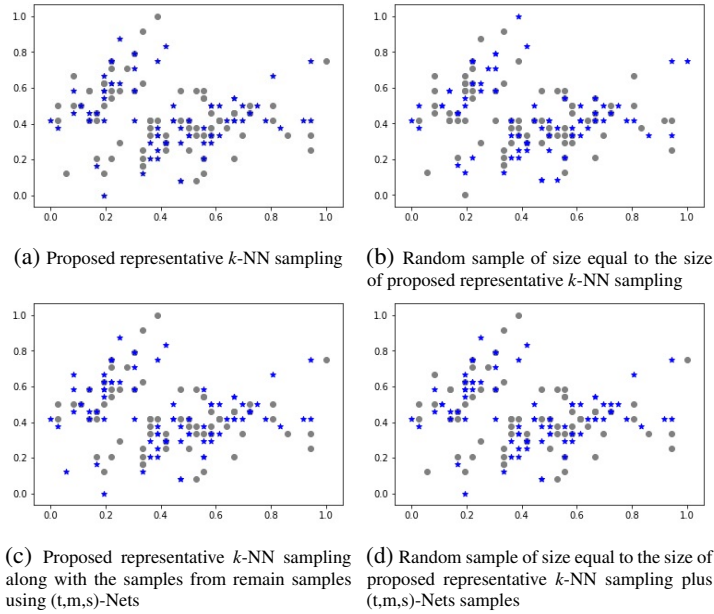 1.0
0.8
0.6
0.4
0.2
0.0
0.0 0.2 0.4 0.6 0.8 1.0
1.0
0.8
0.6
0.4
0.2
0.0
0.0 0.2 0.4 0.6 0.8 1.0
(a) Proposed representative k-NN sampling
(b) Random sample of size equal to the size
of proposed representative k-NN sampling
1.0
0.8
0.6
0.4
0.2
0.0
0.0 0.2 0.4 0.6 0.8 1.0
1.0
0.8
0.6
0.4
0.2
0.0
0.0 0.2 0.4 0.6 0.8 1.0
(c) Proposed representative k-NN sampling
along with the samples from remain samples
using (t,m,s)-Nets
(d) Random sample of size equal to the size of
proposed representative k-NN sampling plus
(t,m,s)-Nets samples